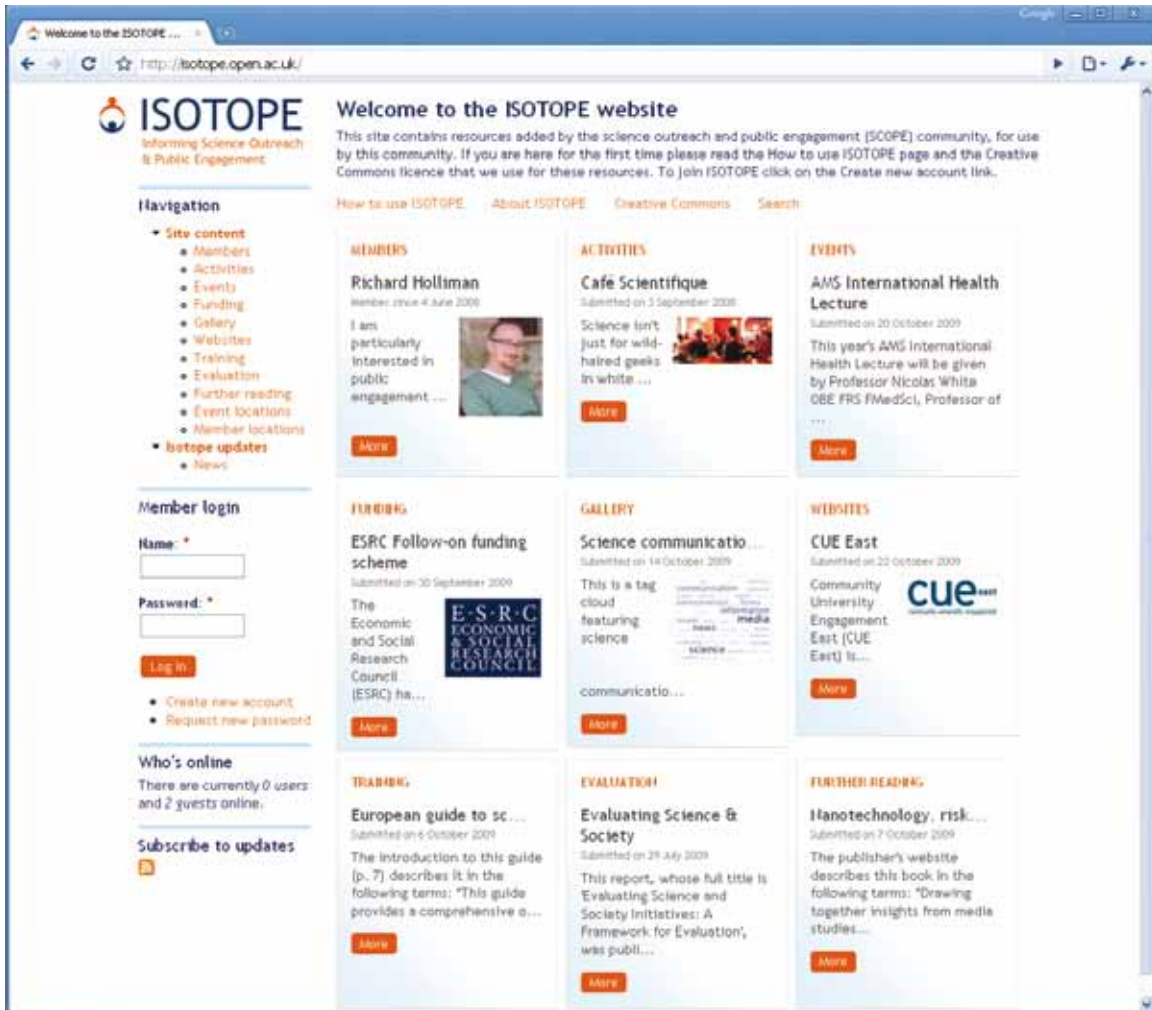 Google
Welcome to the ISOTOPE ...
http://isotope.open.ac.uk/
ISOTOPE
Informing Science Outreach
& Public Engagement
Navigation
Site content
Members
Activities
Events
Funding
Gallery
Websites
Training
Evaluation
Further reading
Event locations
Member locations
Isotope updates
News
Member login
Name: *
Password: *
Log in
Create new account
Request new password
Who's online
There are currently 0 users
and 2 guests online.
Subscribe to updates
Welcome to the ISOTOPE website
This site contains resources added by the science outreach and public engagement (SCOPE) community, for use
by this community. If you are here for the first time please read the How to use ISOTOPE page and the Creative
Commons licence that we use for these resources. To join ISOTOPE click on the Create new account link.
How to use ISOTOPE About ISOTOPE Creative Commons Search
MEMBERS
Richard Holliman
Member since 4 June 2008
I am
particularly
interested in
public
engagement ...
More
ACTIVITIES
Café Scientifique
Submitted on 3 September 2008
Science isn't
just for wild-
haired geeks
in white ...
More
EVENTS
AMS International Health
Lecture
Submitted on 20 October 2009
This year's AMS International
Health Lecture will be given
by Professor Nicolas White
OBE FRS FMedSci, Professor of
...
More
FUNDING
ESRC Follow-on funding
scheme
Submitted on 30 September 2009
The
Economic
and Social
Research
Council
(ESRC) ha...
E·S·R·C
ECONOMIC
& SOCIAL
RESEARCH
COUNCIL
More
GALLERY
Science communicatio...
Submitted on 14 October 2009
This is a tag
cloud
featuring
science
communicatio...
communication
information
media
news
science
More
WEBSITES
CUE East
Submitted on 22 October 2009
Community
University
Engagement
East (CUE
East) is...
cue east
community university engagement
More
TRAINING
European guide to sc...
Submitted on 6 October 2009
The introduction to this guide
(p. 7) describes it in the
following terms: "This guide
provides a comprehensive o...
More
EVALUATION
Evaluating Science &
Society
Submitted on 29 July 2009
This report, whose full title is
'Evaluating Science and
Society Initiatives: A
Framework for Evaluation',
was publi...
More
FURTHER READING
Nanotechnology, risk...
Submitted on 7 October 2009
The publisher's website
describes this book in the
following terms: "Drawing
together insights from media
studies...
More